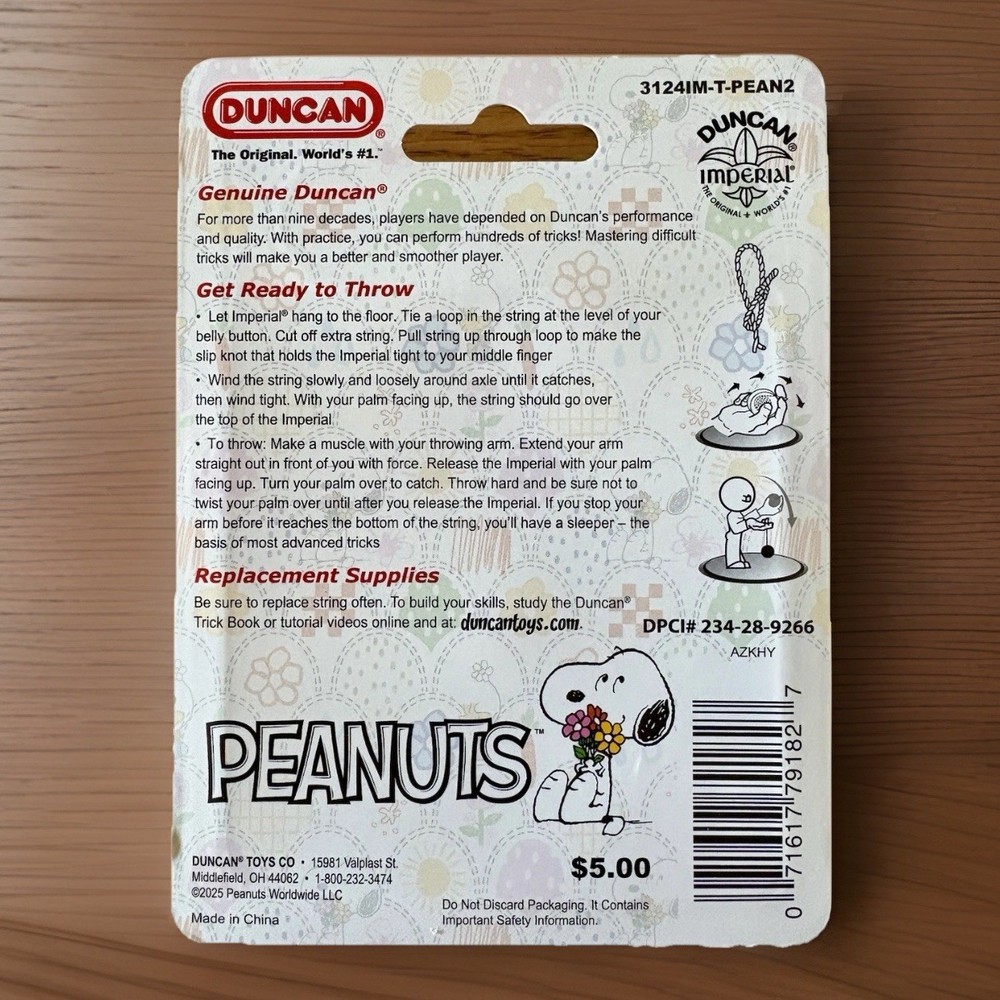 DUNCAN®
The Original. World's #1.™
3124IM-T-PEAN2
DUNCAN®
IMPERIAL®
THE ORIGINAL WORLD'S #1
Genuine Duncan®
For more than nine decades, players have depended on Duncan's performance
and quality. With practice, you can perform hundreds of tricks! Mastering difficult
tricks will make you a better and smoother player.
Get Ready to Throw
• Let Imperial® hang to the floor. Tie a loop in the string at the level of your
belly button. Cut off extra string. Pull string up through loop to make the
slip knot that holds the Imperial tight to your middle finger
• Wind the string slowly and loosely around axle until it catches,
then wind tight. With your palm facing up, the string should go over
the top of the Imperial
• To throw: Make a muscle with your throwing arm. Extend your arm
straight out in front of you with force. Release the Imperial with your palm
facing up. Turn your palm over to catch. Throw hard and be sure not to
twist your palm over until after you release the Imperial. If you stop your
arm before it reaches the bottom of the string, you'll have a sleeper – the
basis of most advanced tricks
Replacement Supplies
Be sure to replace string often. To build your skills, study the Duncan®
Trick Book or tutorial videos online and at: duncantoys.com.
DPCI# 234-28-9266
AZKHY
PEANUTS™
DUNCAN® TOYS CO • 15981 Valplast St.
Middlefield, OH 44062 • 1-800-232-3474
©2025 Peanuts Worldwide LLC
Made in China
$5.00
Do Not Discard Packaging. It Contains
Important Safety Information.
0 71617 79182 7